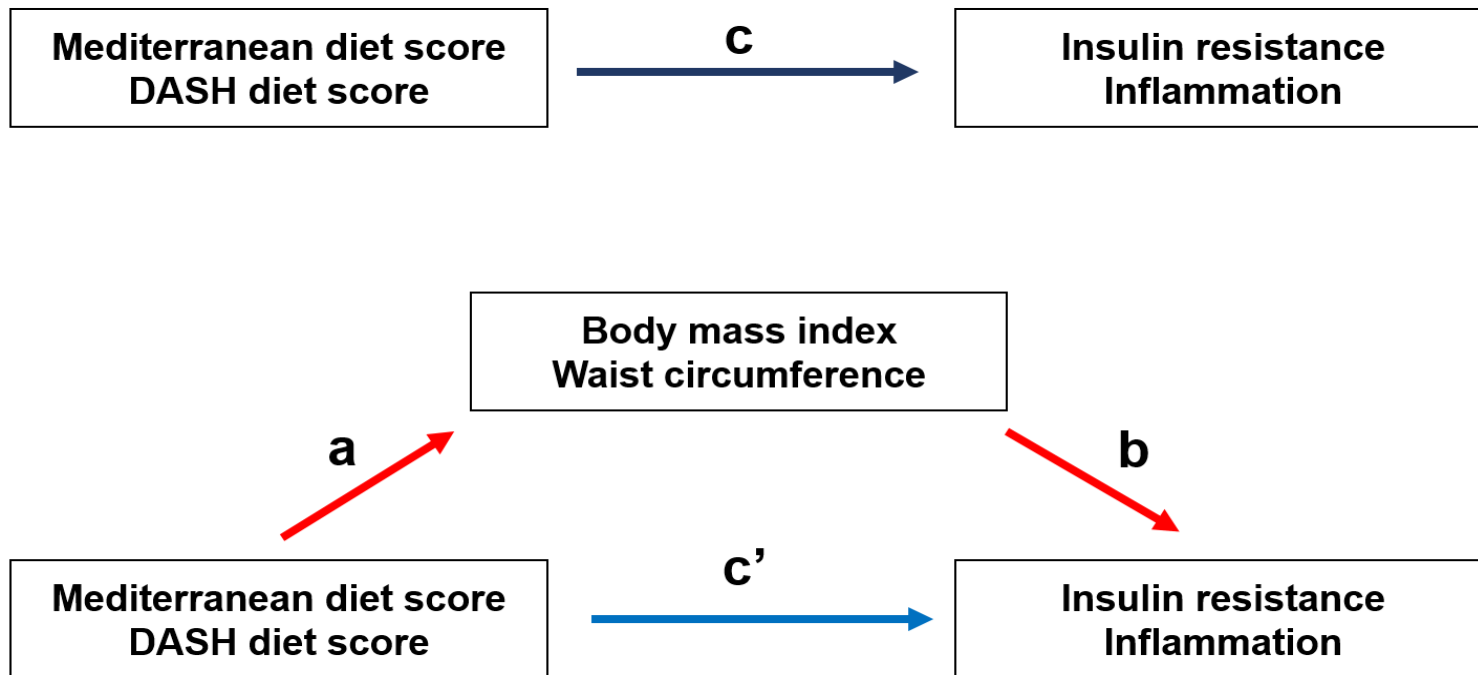 Mediterranean diet score
DASH diet score
c
Insulin resistance
Inflammation
Body mass index
Waist circumference
a
b
Mediterranean diet score
DASH diet score
c’
Insulin resistance
Inflammation